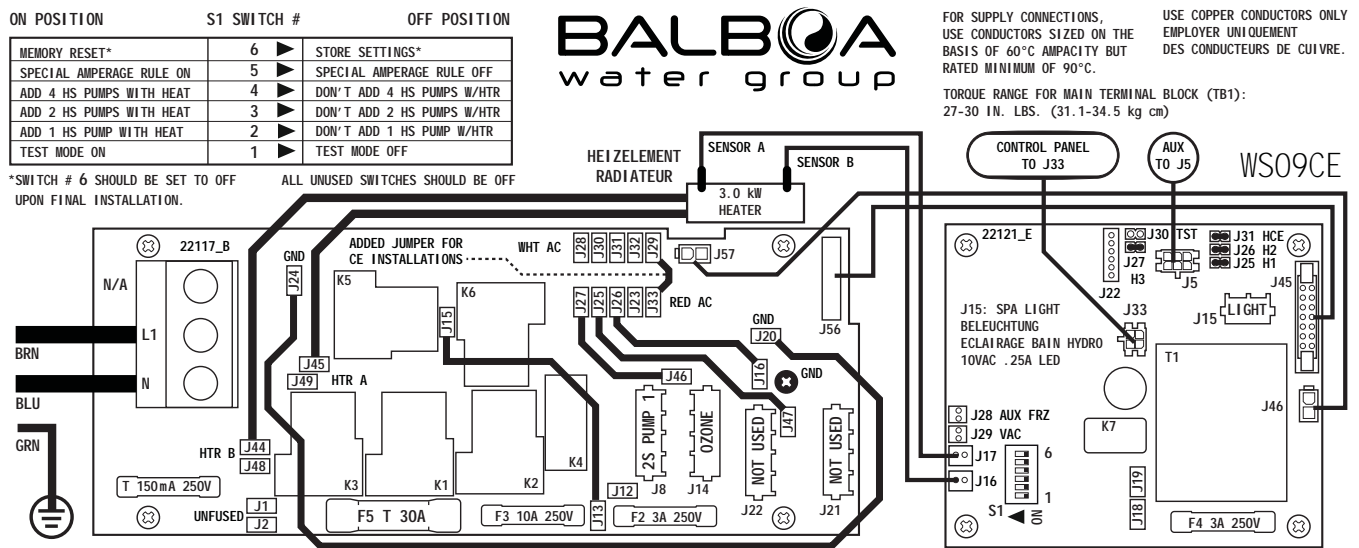 ON POSITION S1 SWITCH # OFF POSITION
MEMORY RESET* 6 STORE SETTINGS*
SPECIAL AMPERAGE RULE ON 5 SPECIAL AMPERAGE RULE OFF
ADD 4 HS PUMPS WITH HEAT 4 DON'T ADD 4 HS PUMPS W/HTR
ADD 2 HS PUMPS WITH HEAT 3 DON'T ADD 2 HS PUMPS W/HTR
ADD 1 HS PUMP WITH HEAT 2 DON'T ADD 1 HS PUMP W/HTR
TEST MODE ON 1 TEST MODE OFF
*SWITCH # 6 SHOULD BE SET TO OFF
UPON FINAL INSTALLATION.
ALL UNUSED SWITCHES SHOULD BE OFF
BALBOA
water group
FOR SUPPLY CONNECTIONS,
USE CONDUCTORS SIZED ON THE
BASIS OF 60°C AMPACITY BUT
RATED MINIMUM OF 90°C.
USE COPPER CONDUCTORS ONLY
EMPLOYER UNIQUEMENT
DES CONDUCTEURS DE CUIVRE.
TORQUE RANGE FOR MAIN TERMINAL BLOCK (TB1):
27-30 IN. LBS. (31.1-34.5 kg cm)
HEIZELEMENT
RADIATEUR
SENSOR A
SENSOR B
3.0 kW
HEATER
CONTROL PANEL
TO J33
AUX
TO J5
WS09CE
22117_B
N/A
L1
N
BRN
BLU
GRN
GND
J24
ADDED JUMPER FOR
CE INSTALLATIONS
WHT AC
J28
J30
J31
J32
J29
J57
K5
K6
J15
J27
J25
J26
J23
J33
RED AC
J56
GND
J20
J45
J49
HTR A
J46
J16
GND
J47
HTR B
J44
J48
K3
K1
K2
K4
2S PUMP 1
OZONE
NOT USED
NOT USED
J8
J14
J22
J21
T 150mA 250V
UNFUSED
J1
J2
F5 T 30A
F3 10A 250V
J13
J12
F2 3A 250V
22121_E
J30 TST
J27
H3
J22
J5
J31 HCE
J26 H2
J25 H1
J45
J33
J15
LIGHT
J15: SPA LIGHT
BELEUCHTUNG
ECLAIRAGE BAIN HYDRO
10VAC .25A LED
T1
J46
K7
J28 AUX FRZ
J29 VAC
J17
J16
6
1
S1
ON
J19
J18
F4 3A 250V